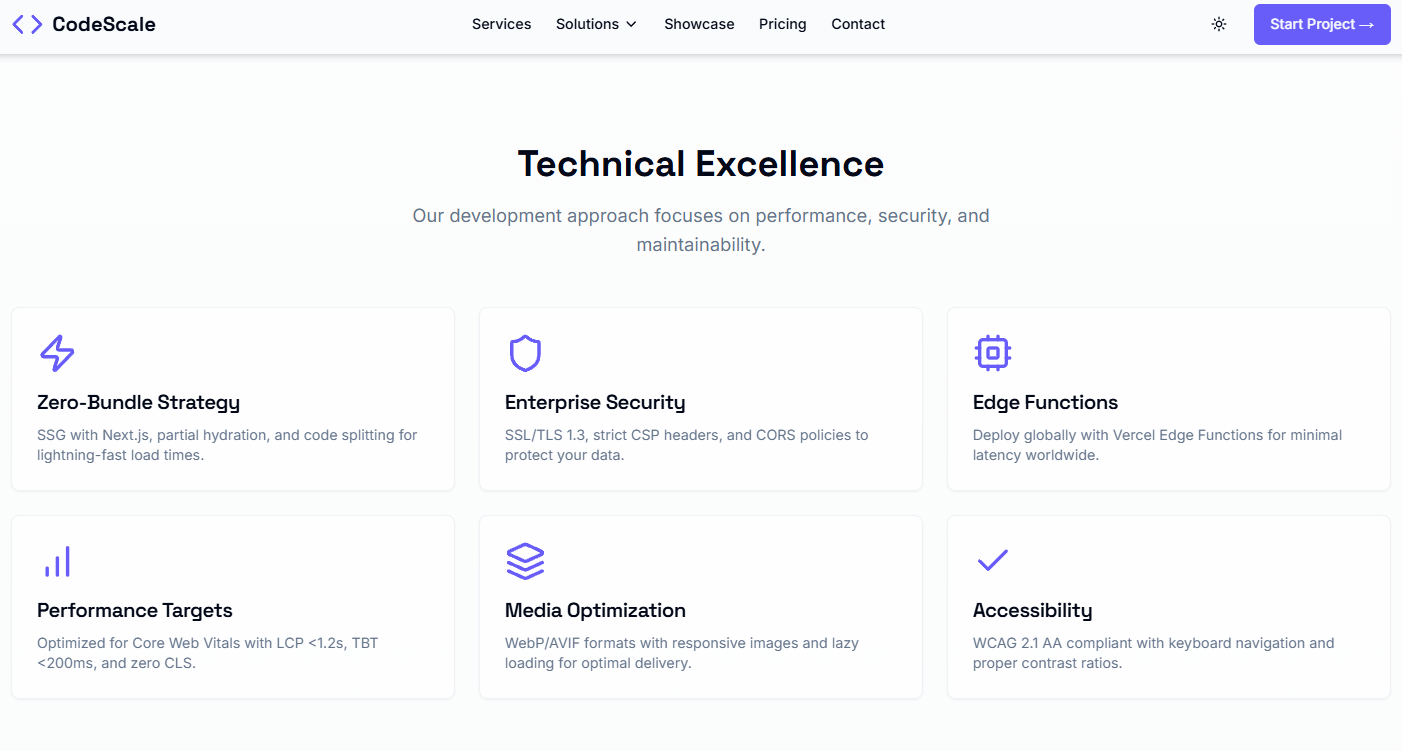 CodeScale
Services
Solutions
Showcase
Pricing
Contact
Start Project →
Technical Excellence
Our development approach focuses on performance, security, and
maintainability.
Zero-Bundle Strategy
SSG with Next.js, partial hydration, and code splitting for
lightning-fast load times.
Enterprise Security
SSL/TLS 1.3, strict CSP headers, and CORS policies to
protect your data.
Edge Functions
Deploy globally with Vercel Edge Functions for minimal
latency worldwide.
Performance Targets
Optimized for Core Web Vitals with LCP <1.2s, TBT
<200ms, and zero CLS.
Media Optimization
WebP/AVIF formats with responsive images and lazy
loading for optimal delivery.
Accessibility
WCAG 2.1 AA compliant with keyboard navigation and
proper contrast ratios.